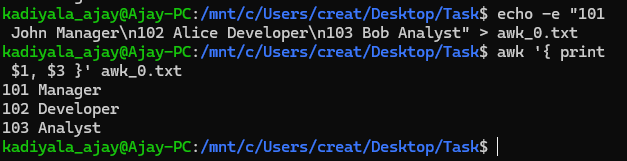 kadiyala_ajay@Ajay-PC:/mnt/c/Users/creat/Desktop/Task$ echo -e "101
 John Manager\n102 Alice Developer\n103 Bob Analyst" > awk_0.txt
kadiyala_ajay@Ajay-PC:/mnt/c/Users/creat/Desktop/Task$ awk '{ print
 $1, $3 }' awk_0.txt
101 Manager
102 Developer
103 Analyst
kadiyala_ajay@Ajay-PC:/mnt/c/Users/creat/Desktop/Task$